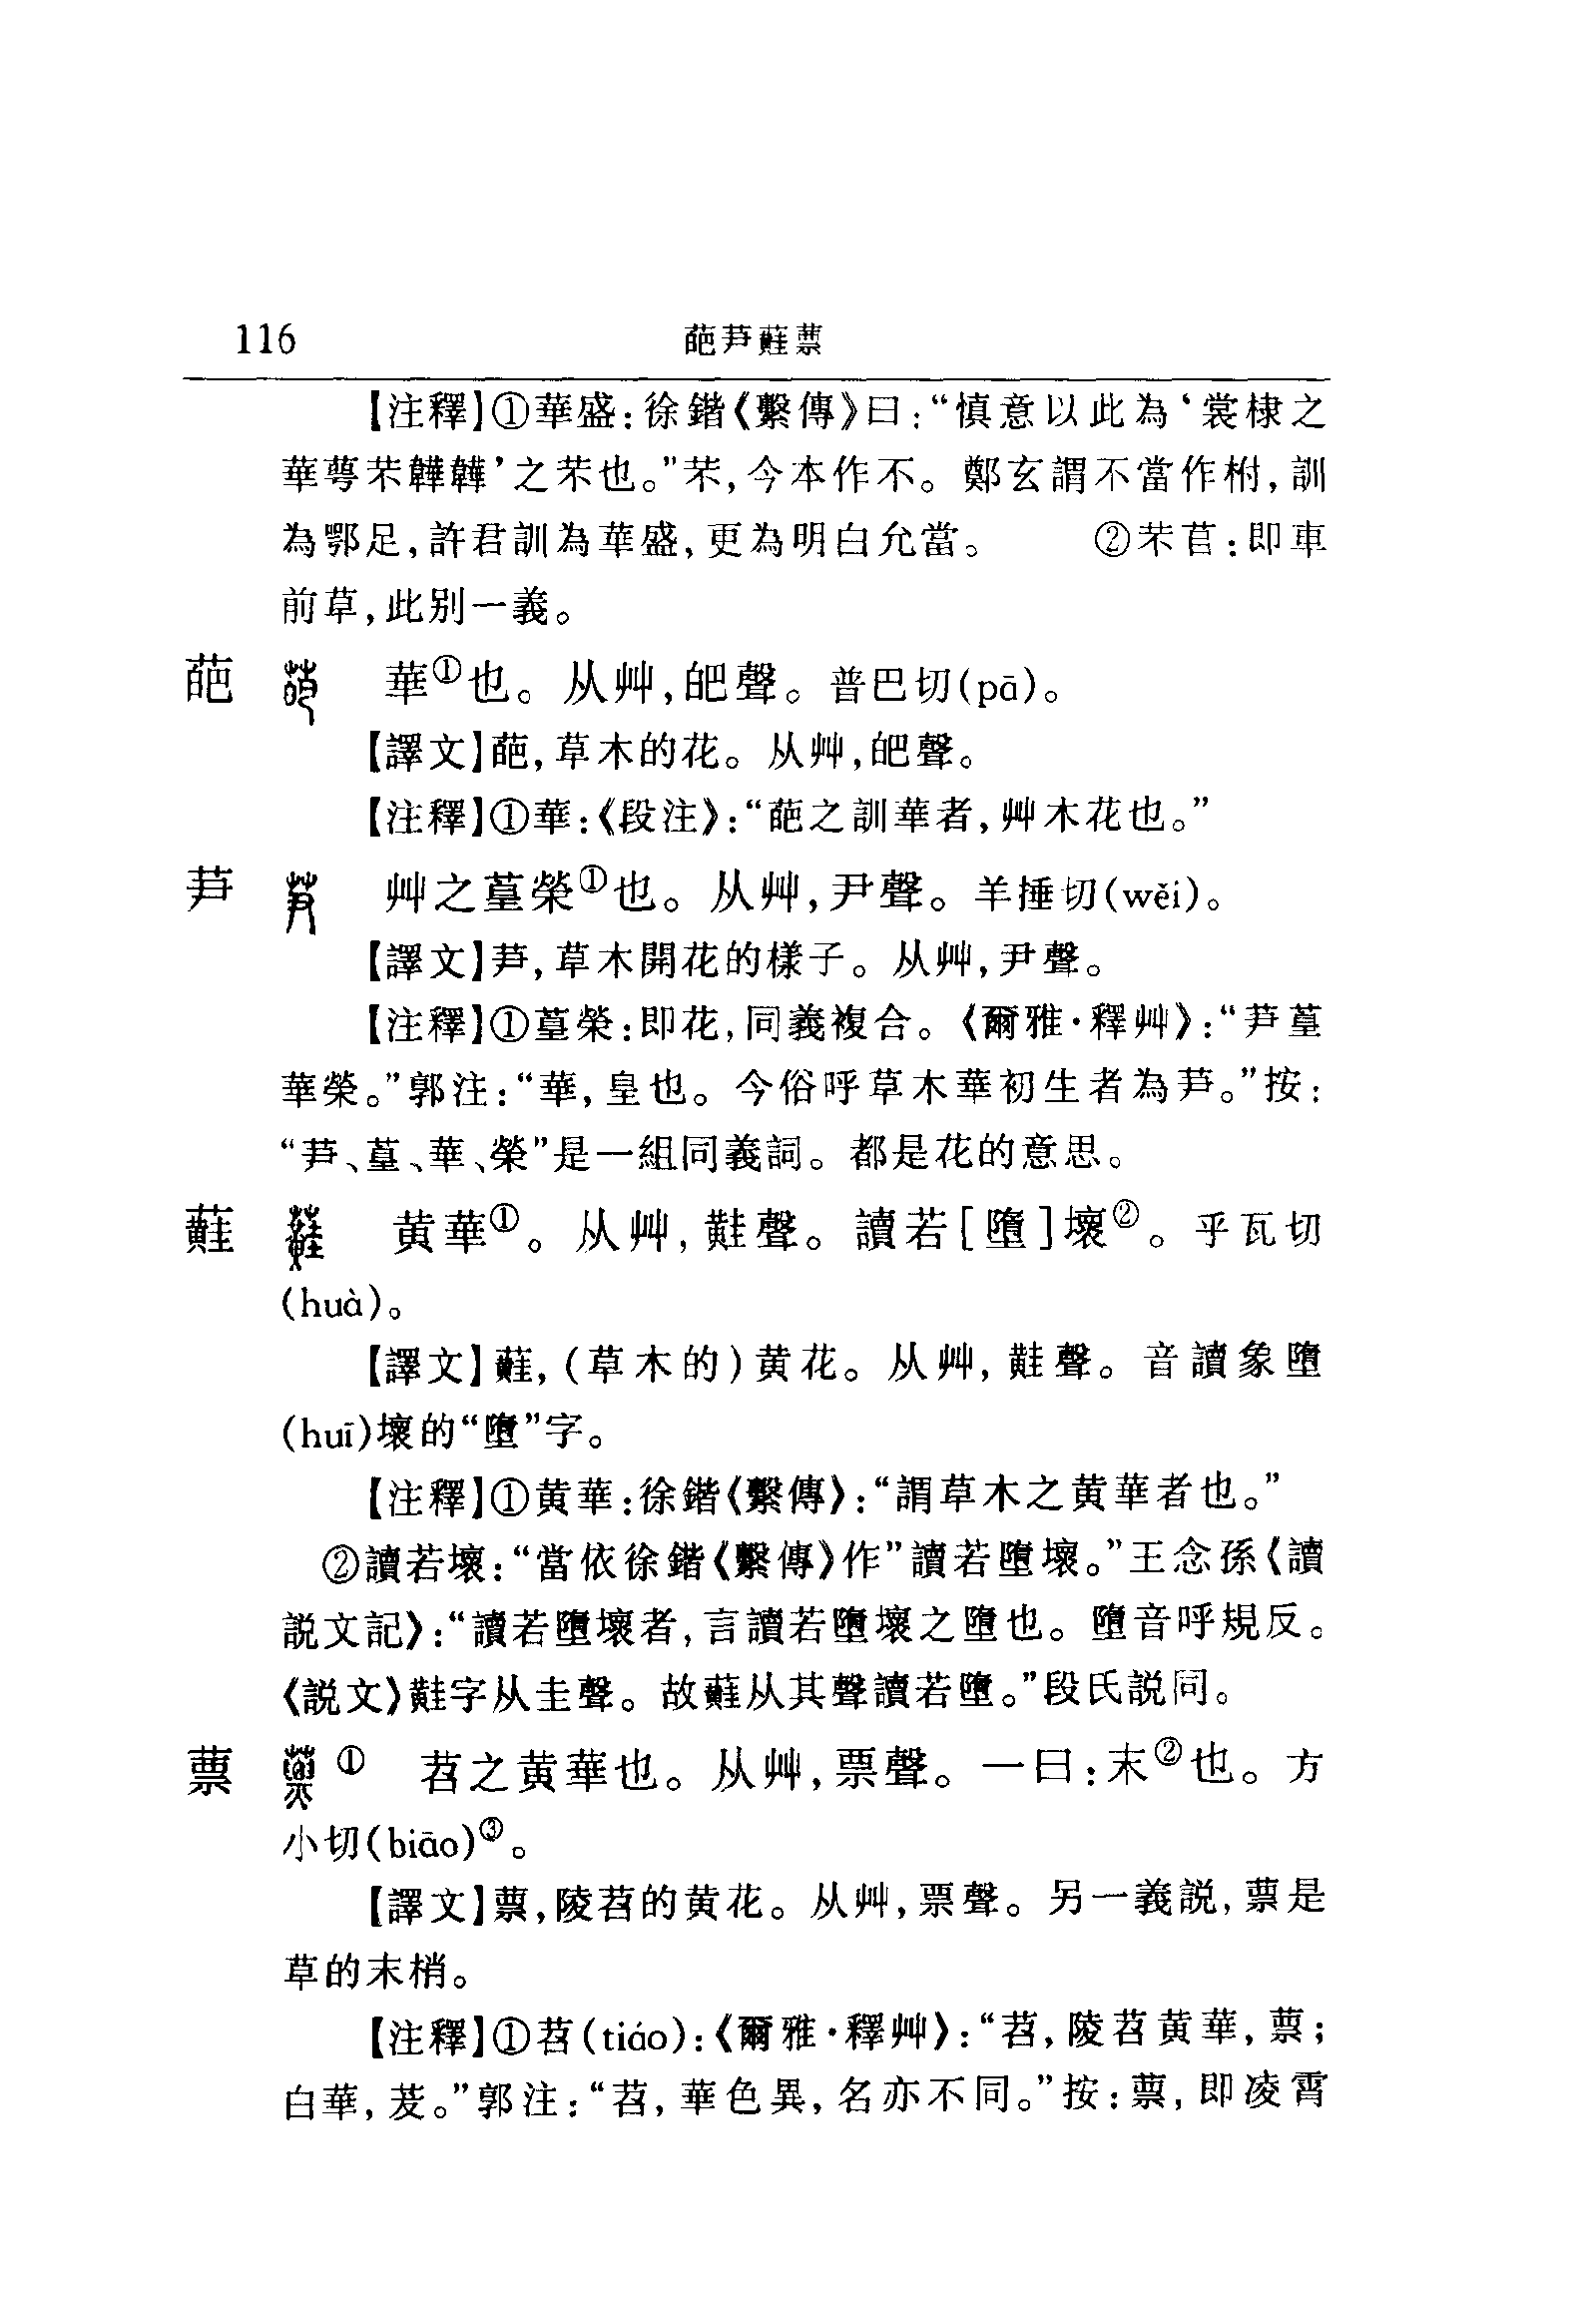 116 葩芛蘳蔈
【注釋】①華盛:徐鍇《繫傳》曰:“慎意以此為‘裳棣之
華萼芣韡韡’之芣也。”芣,今本作不。鄭玄謂不當作柎,訓
為鄂足,許君訓為華盛,更為明白允當。 ②芣苢:即車
前草,此别一義。
葩 華①也。从艸,皅聲。普巴切(pā)。
【譯文】葩,草木的花。从艸,皅聲。
【注釋】①華:《段注》:“葩之訓華者,艸木花也。”
芛 艸之葟榮①也。从艸,尹聲。羊捶切(wěi)。
【譯文】芛,草木開花的樣子。从艸,尹聲。
【注釋】①葟榮:即花,同義複合。《爾雅·釋艸》:“芛葟
華榮。”郭注:“華,皇也。今俗呼草木華初生者為芛。”按:
“芛、葟、華、榮”是一組同義詞。都是花的意思。
蘳 黄華①。从艸,黊聲。讀若[墮]壞②。乎瓦切
(huà)。
【譯文】蘳,(草木的)黄花。从艸,黊聲。音讀象墮
(huī)壞的“墮”字。
【注釋】①黄華:徐鍇《繫傳》:“謂草木之黄華者也。”
②讀若壞:“當依徐鍇《繫傳》作”讀若墮壞。”王念孫《讀
説文記》:“讀若墮壞者,言讀若墮壞之墮也。墮音呼規反。
《説文》黊字从圭聲。故蘳从其聲讀若墮。”段氏説同。
蔈 ① 苕之黄華也。从艸,票聲。一曰:末②也。方
小切(biāo)③。
【譯文】蔈,陵苕的黄花。从艸,票聲。另一義説,蔈是
草的末梢。
【注釋】①苕(tiáo):《爾雅·釋艸》:“苕,陵苕黄華,蔈;
白華,茇。”郭注:“苕,華色異,名亦不同。”按:蔈,即凌霄